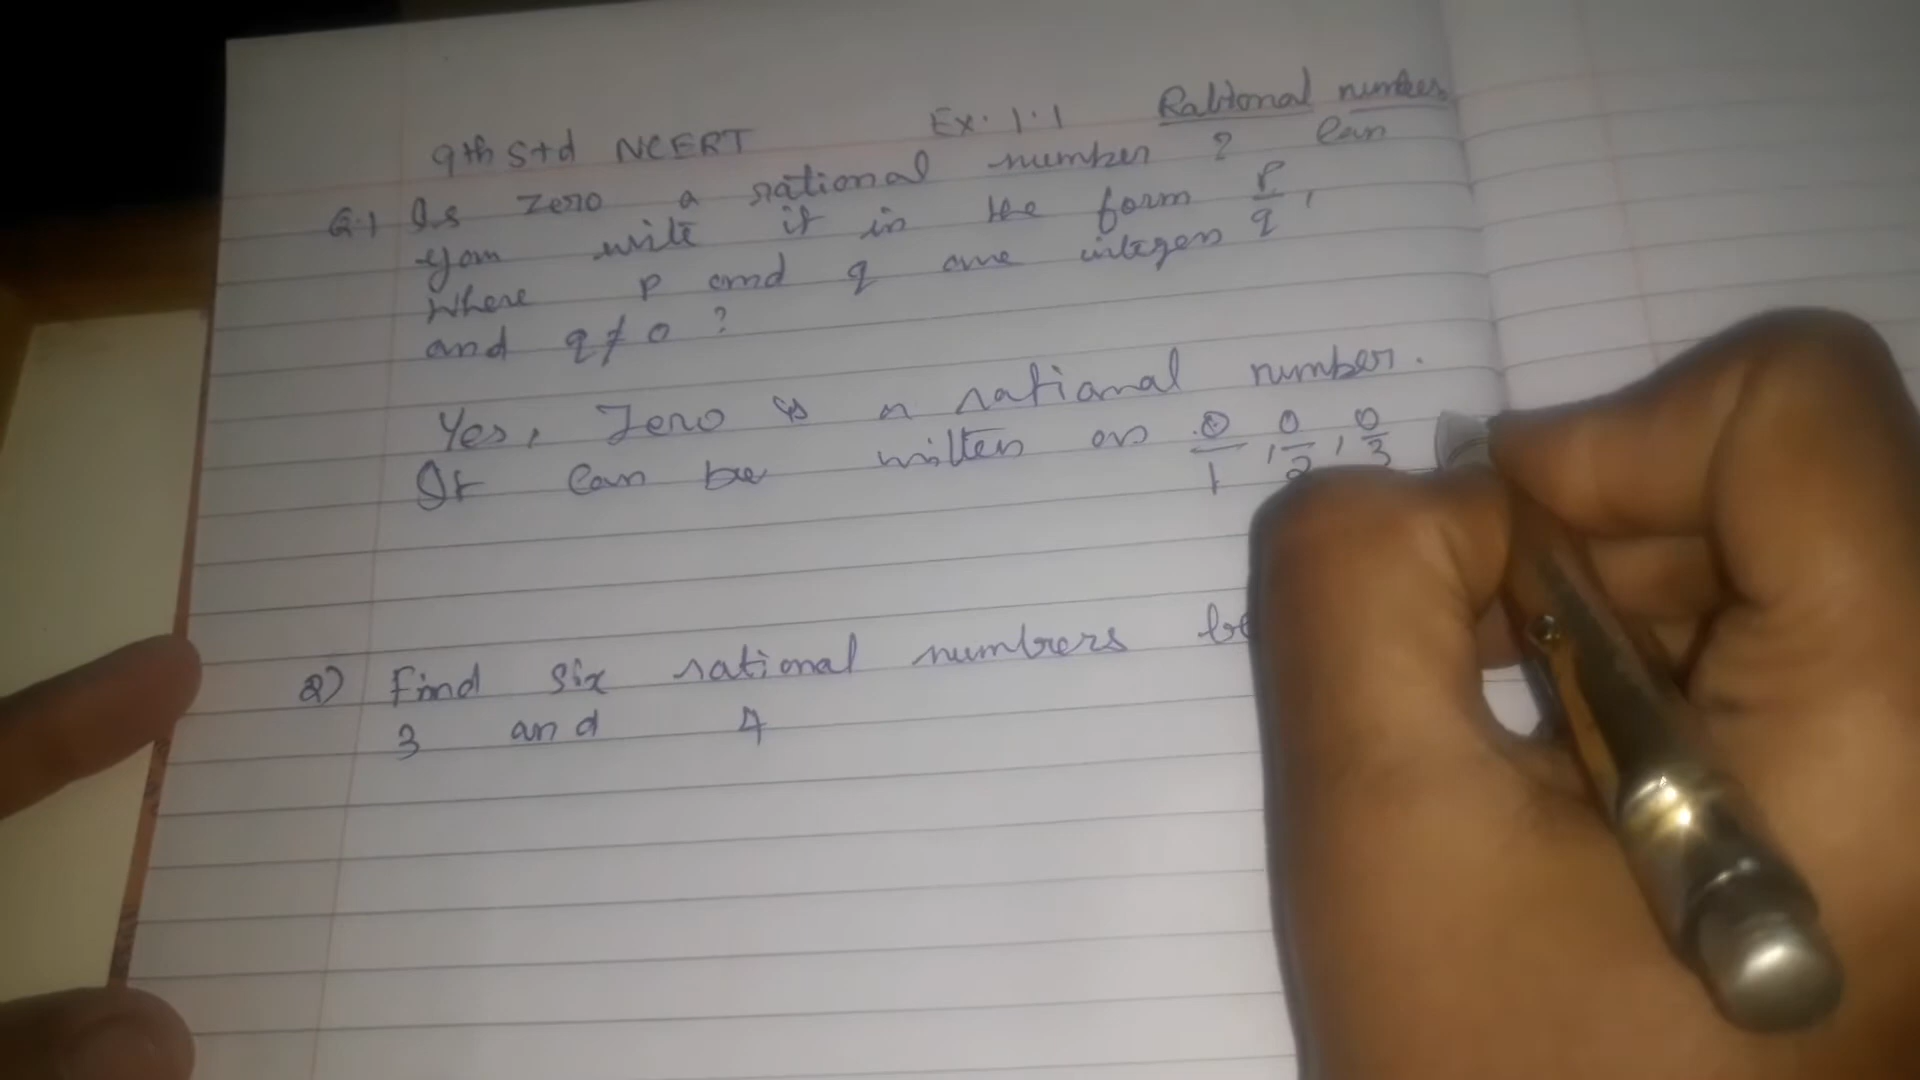 9th Std NCERT Ex. 1.1 Rational numbers
Q.1 Is zero a rational number? Can
you write it in the form p/q,
Where p and q are integers
and q ≠ 0 ?
Yes, Zero is a rational number.
It can be written as 0/1, 0/2, 0/3
2) Find six rational numbers be
3 and 4